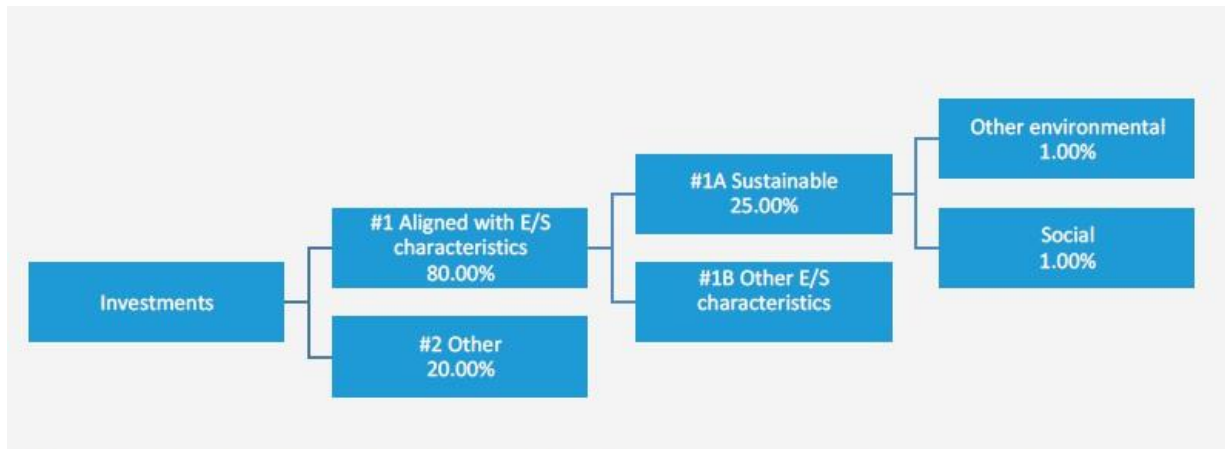 Investments
#1 Aligned with E/S
characteristics
80.00%
#2 Other
20.00%
#1A Sustainable
25.00%
#1B Other E/S
characteristics
Other environmental
1.00%
Social
1.00%